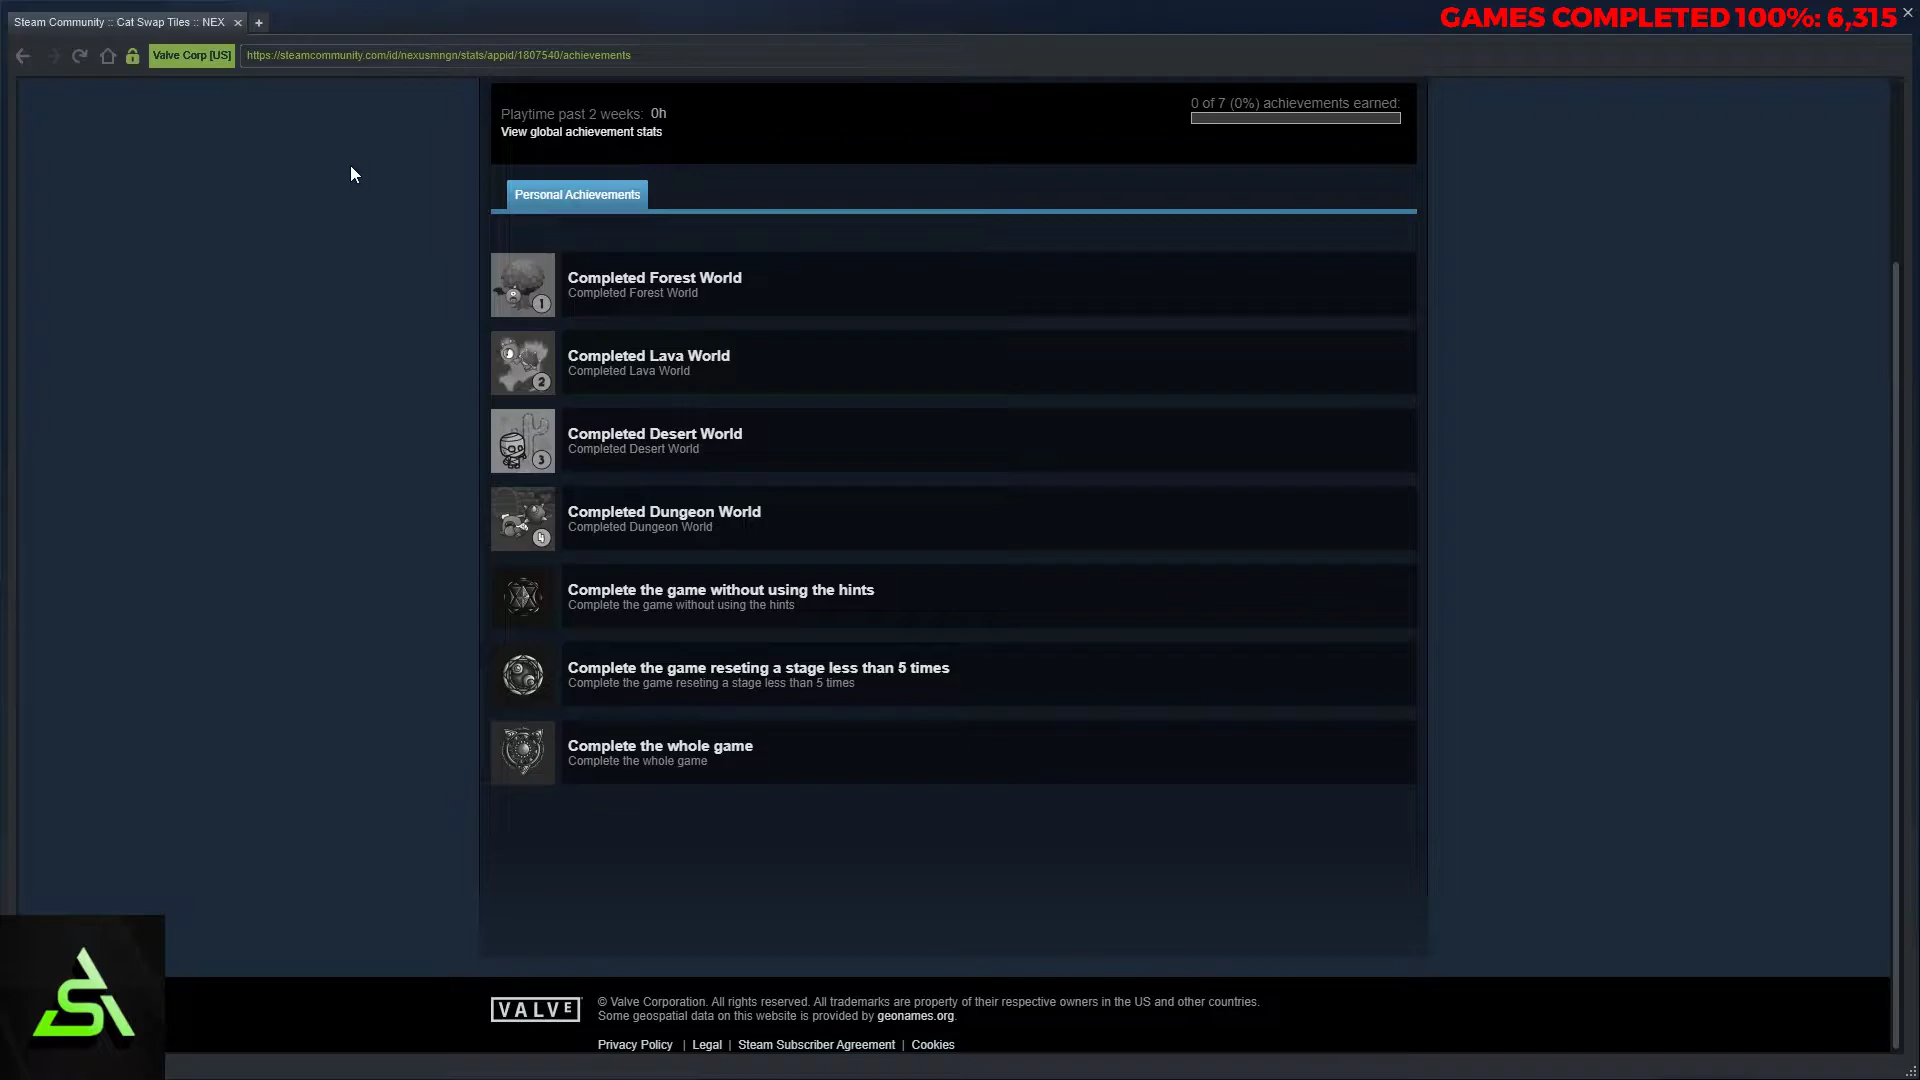 Steam Community :: Cat Swap Tiles :: NEX
GAMES COMPLETED 100%: 6,315
Valve Corp [US]
https://steamcommunity.com/id/nexusmngn/stats/appid/1807540/achievements
Playtime past 2 weeks: 0h
View global achievement stats
0 of 7 (0%) achievements earned:
Personal Achievements
1
Completed Forest World
Completed Forest World
2
Completed Lava World
Completed Lava World
3
Completed Desert World
Completed Desert World
4
Completed Dungeon World
Completed Dungeon World
Complete the game without using the hints
Complete the game without using the hints
Complete the game reseting a stage less than 5 times
Complete the game reseting a stage less than 5 times
Complete the whole game
Complete the whole game
VALVE
© Valve Corporation. All rights reserved. All trademarks are property of their respective owners in the US and other countries.
Some geospatial data on this website is provided by geonames.org.
Privacy Policy | Legal | Steam Subscriber Agreement | Cookies